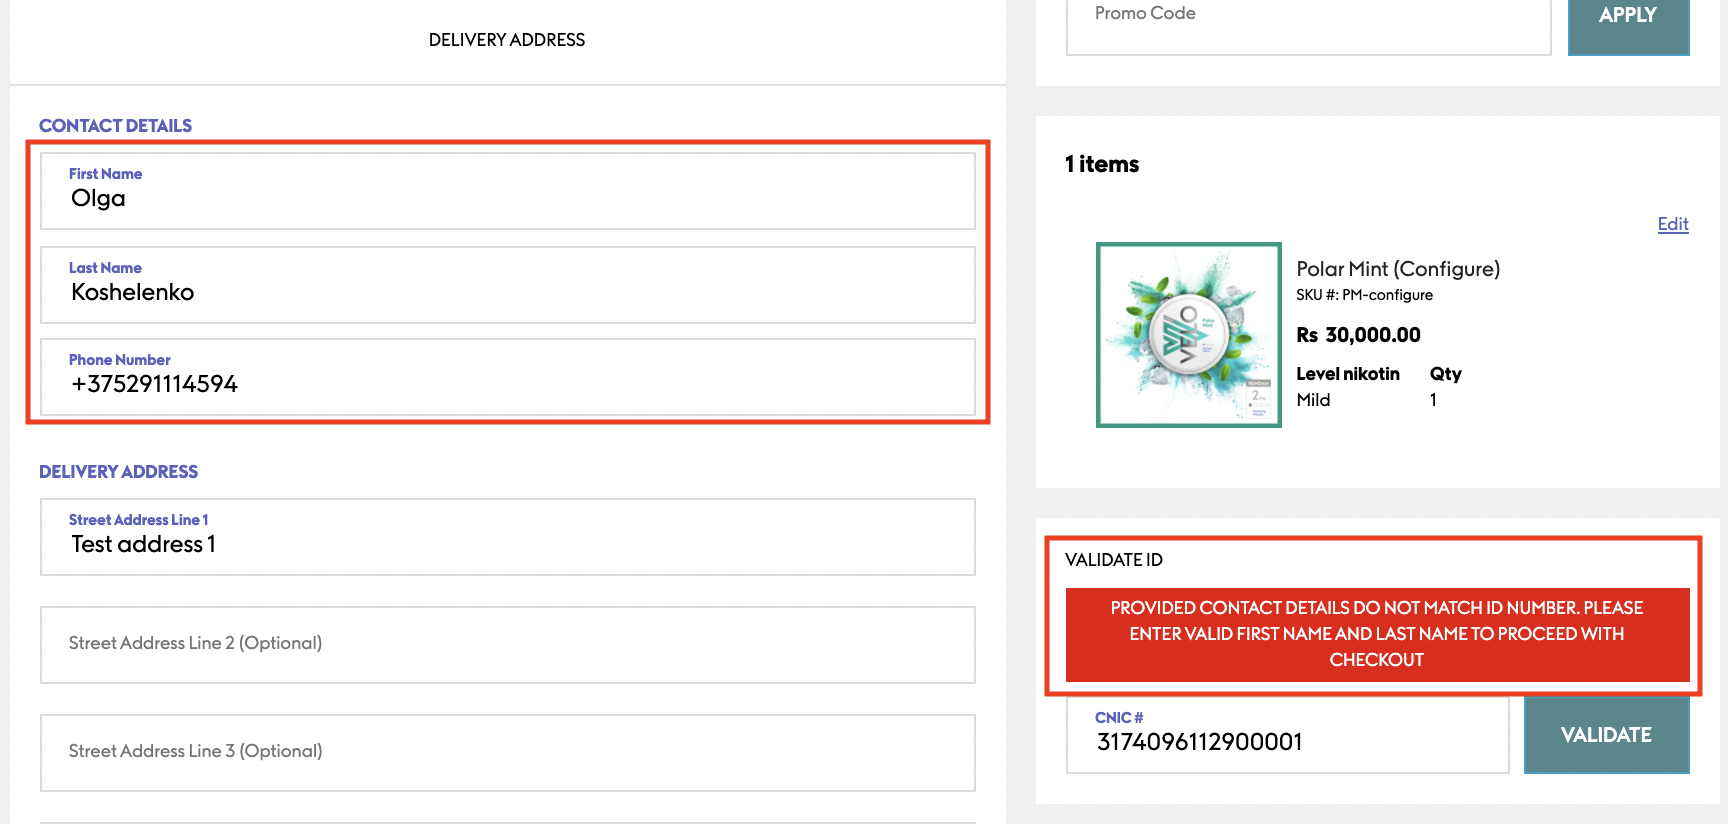 DELIVERY ADDRESS
CONTACT DETAILS
First Name
Olga
Last Name
Koshelenko
Phone Number
+375291114594
DELIVERY ADDRESS
Street Address Line 1
Test address 1
Street Address Line 2 (Optional)
Street Address Line 3 (Optional)
Promo Code
APPLY
1 items
Edit
VELO
Polar
Mint
2 mg
Polar Mint (Configure)
SKU #: PM-configure
Rs 30,000.00
Level nikotin Qty
Mild 1
VALIDATE ID
PROVIDED CONTACT DETAILS DO NOT MATCH ID NUMBER. PLEASE
ENTER VALID FIRST NAME AND LAST NAME TO PROCEED WITH
CHECKOUT
CNIC #
3174096112900001
VALIDATE